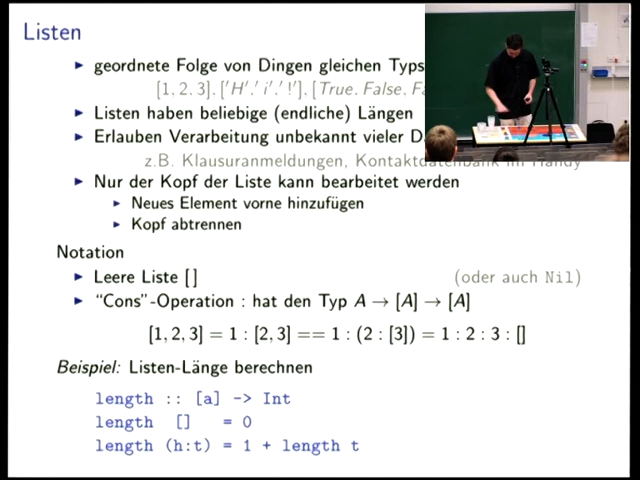 Listen
▸ geordnete Folge von Dingen gleichen Typs
[1, 2, 3], ['H','i','!'], [True, False,
▸ Listen haben beliebige (endliche) Längen
▸ Erlauben Verarbeitung unbekannt vieler
z.B. Klausuranmeldungen, Kontaktdatenbank im Handy
▸ Nur der Kopf der Liste kann bearbeitet werden
▸ Neues Element vorne hinzufügen
▸ Kopf abtrennen
Notation
▸ Leere Liste [] (oder auch Nil)
▸ “Cons”-Operation : hat den Typ A → [A] → [A]
[1, 2, 3] = 1 : [2, 3] == 1 : (2 : [3]) = 1 : 2 : 3 : []
Beispiel: Listen-Länge berechnen
length :: [a] -> Int
length [] = 0
length (h:t) = 1 + length t